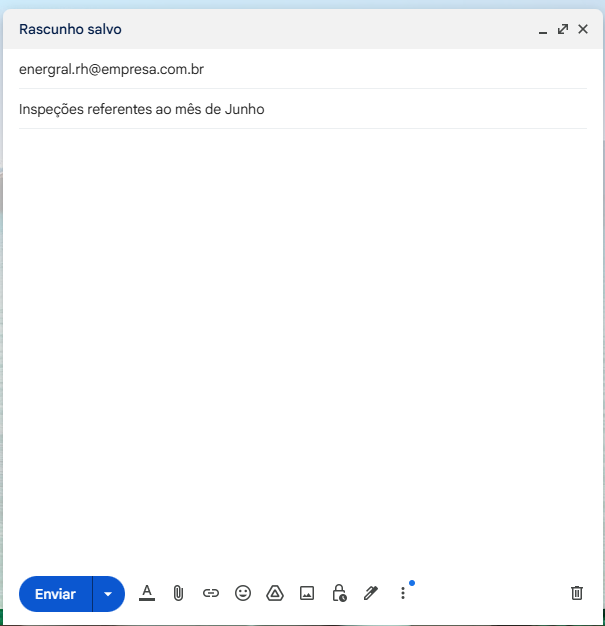 Rascunho salvo
energral.rh@empresa.com.br
Inspeções referentes ao mês de Junho
Enviar